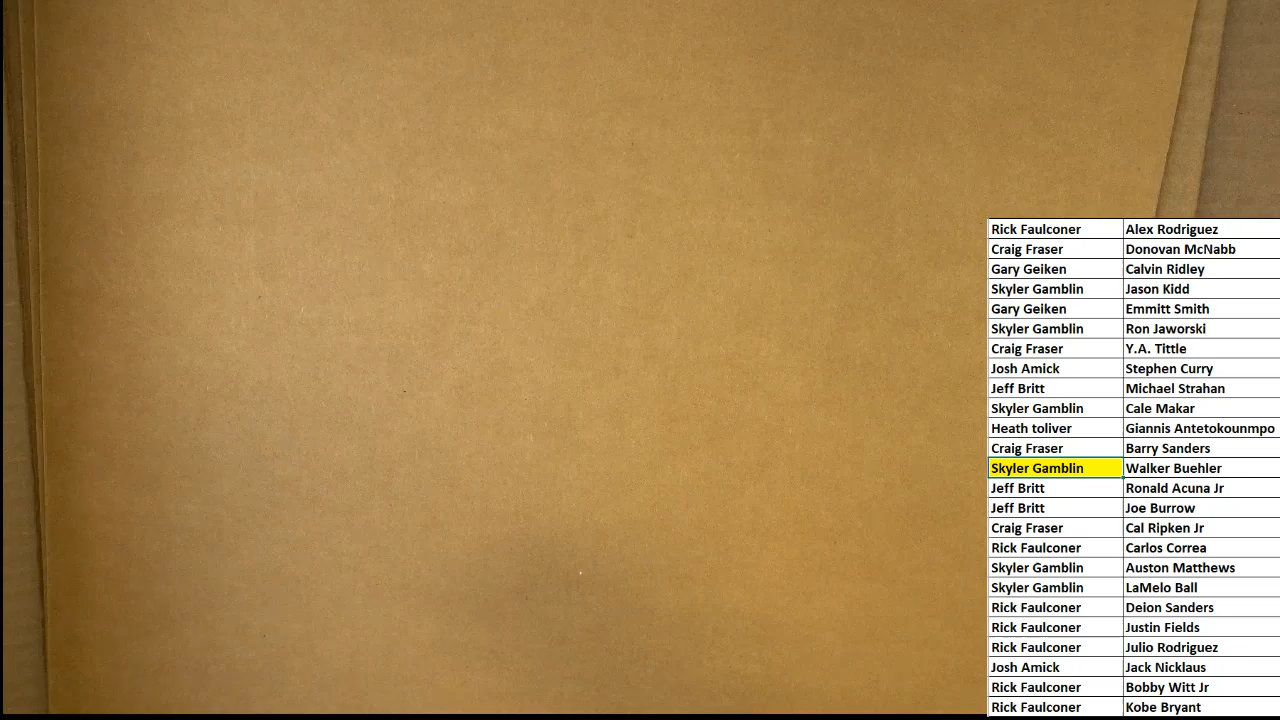 Rick Faulconer Alex Rodriguez
Craig Fraser Donovan McNabb
Gary Geiken Calvin Ridley
Skyler Gamblin Jason Kidd
Gary Geiken Emmitt Smith
Skyler Gamblin Ron Jaworski
Craig Fraser Y.A. Tittle
Josh Amick Stephen Curry
Jeff Britt Michael Strahan
Skyler Gamblin Cale Makar
Heath toliver Giannis Antetokounmpo
Craig Fraser Barry Sanders
Skyler Gamblin Walker Buehler
Jeff Britt Ronald Acuna Jr
Jeff Britt Joe Burrow
Craig Fraser Cal Ripken Jr
Rick Faulconer Carlos Correa
Skyler Gamblin Auston Matthews
Skyler Gamblin LaMelo Ball
Rick Faulconer Deion Sanders
Rick Faulconer Justin Fields
Rick Faulconer Julio Rodriguez
Josh Amick Jack Nicklaus
Rick Faulconer Bobby Witt Jr
Rick Faulconer Kobe Bryant